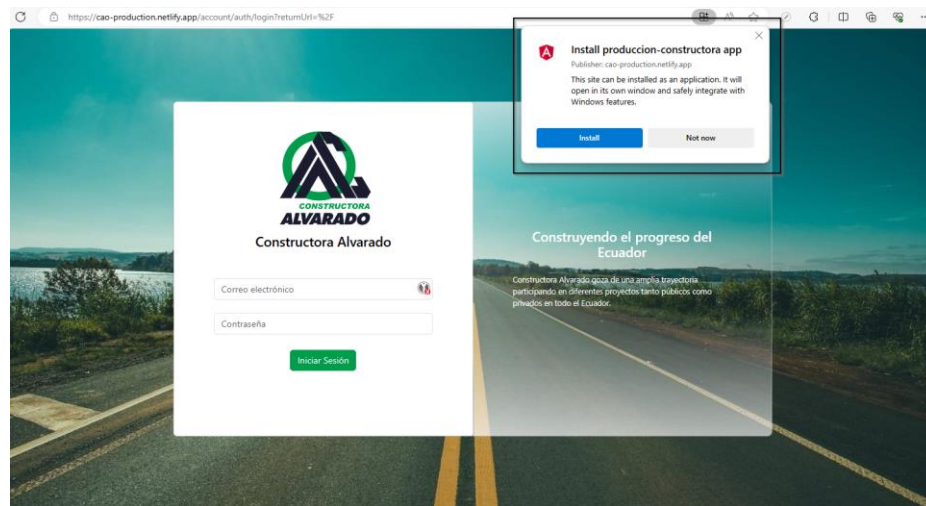 https://cao-production.netlify.app/account/auth/login?returnUrl=%2F
Install produccion-constructora app
Publisher: cao-production.netlify.app
This site can be installed as an application. It will
open in its own window and safely integrate with
Windows features.
Install
Not now
CONSTRUCTORA
ALVARADO
Constructora Alvarado
Correo electrónico
Contraseña
Iniciar Sesión
Construyendo el progreso del
Ecuador
Constructora Alvarado goza de una amplia trayectoria
participando en diferentes proyectos tanto públicos como
privados en todo el Ecuador.